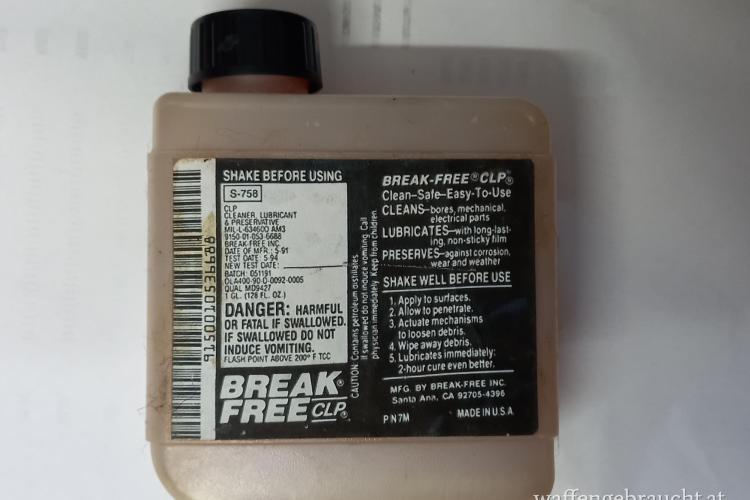 SHAKE BEFORE USING
S-758
CLP
CLEANER, LUBRICANT
& PRESERVATIVE
MIL-L-63460D AM3
9150-01-053-6688
BREAK-FREE INC.
DATE OF MFR.: 5-91
TEST DATE: 5-94
NEW TEST DATE:
BATCH: 051191
DLA400-90-D-0092-0005
QUAL MD9427
1 GL. (128 FL. OZ.)
DANGER: HARMFUL
OR FATAL IF SWALLOWED.
IF SWALLOWED DO NOT
INDUCE VOMITING.
FLASH POINT ABOVE 200° F TCC
BREAK®
FREE CLP®
9150010536688
CAUTION: Contains petroleum distillates.
If swallowed do not induce vomiting. Call
physician immediately. Keep from children.
BREAK-FREE® CLP®
Clean–Safe–Easy-To-Use
CLEANS–bores, mechanical,
electrical parts
LUBRICATES–with long-last-
ing, non-sticky film
PRESERVES–against corrosion,
wear and weather
SHAKE WELL BEFORE USE
1. Apply to surfaces.
2. Allow to penetrate.
3. Actuate mechanisms
to loosen debris.
4. Wipe away debris.
5. Lubricates immediately:
2-hour cure even better.
MFG. BY BREAK-FREE INC.
Santa Ana, CA 92705-4396
P/N 7M
MADE IN U.S.A.
waffengebraucht.at